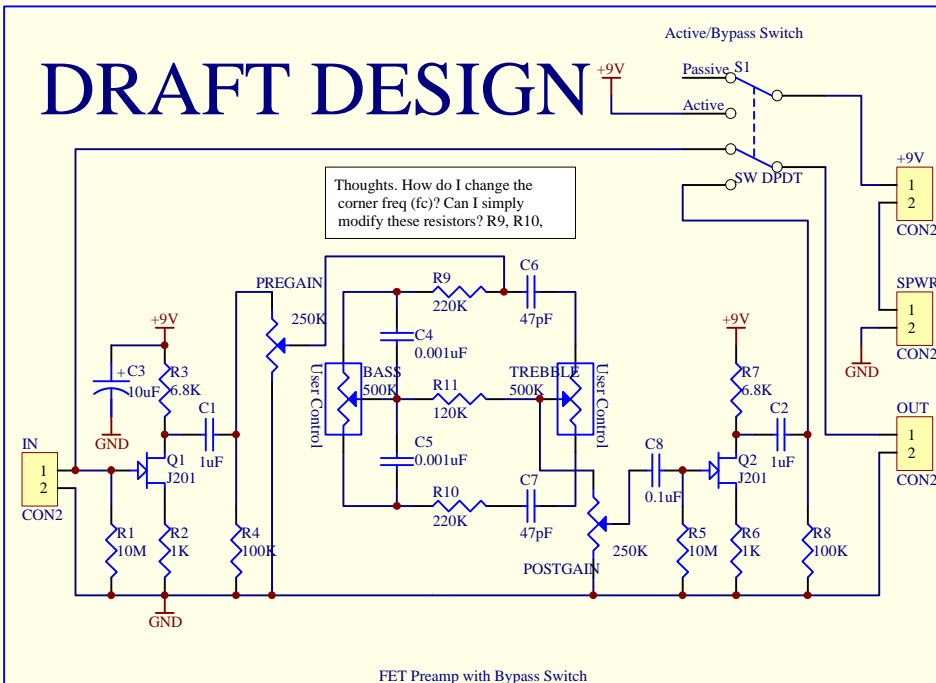 Active/Bypass Switch
DRAFT DESIGN
+9V
Passive
S1
Active
SW DPDT
+9V
1
2
CON2
Thoughts. How do I change the
corner freq (fc)? Can I simply
modify these resistors? R9, R10,
SPWR
1
2
CON2
GND
PREGAIN
250K
R9
220K
C6
47pF
C4
0.001uF
BASS
500K
User Control
R11
120K
TREBBLE
500K
User Control
C5
0.001uF
R10
220K
C7
47pF
+9V
C3
+
10uF
GND
R3
6.8K
C1
1uF
+9V
R7
6.8K
C2
1uF
OUT
1
2
CON2
IN
1
2
CON2
Q1
J201
C8
0.1uF
Q2
J201
R1
10M
R2
1K
R4
100K
250K
POSTGAIN
R5
10M
R6
1K
R8
100K
GND
FET Preamp with Bypass Switch